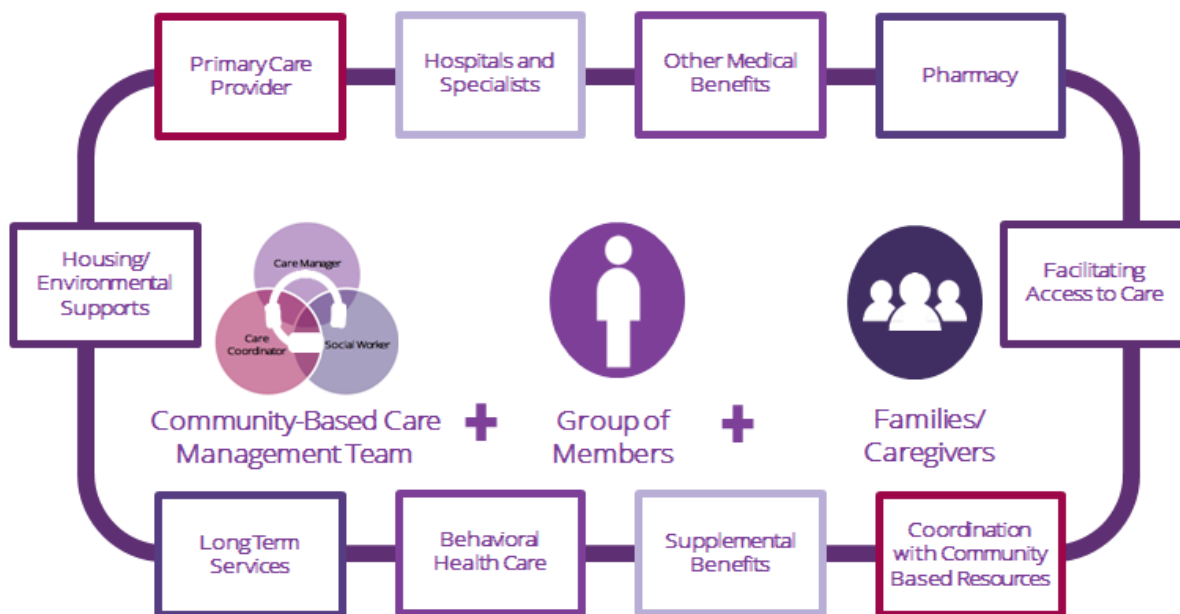 Primary Care
Provider
Hospitals and
Specialists
Other Medical
Benefits
Pharmacy
Housing/
Environmental
Supports
Care Manager
Care
Coordinator
Social Worker
Facilitating
Access to Care
Community-Based Care
Management Team
+
Group of
Members
+
Families/
Caregivers
Long Term
Services
Behavioral
Health Care
Supplemental
Benefits
Coordination
with Community
Based Resources